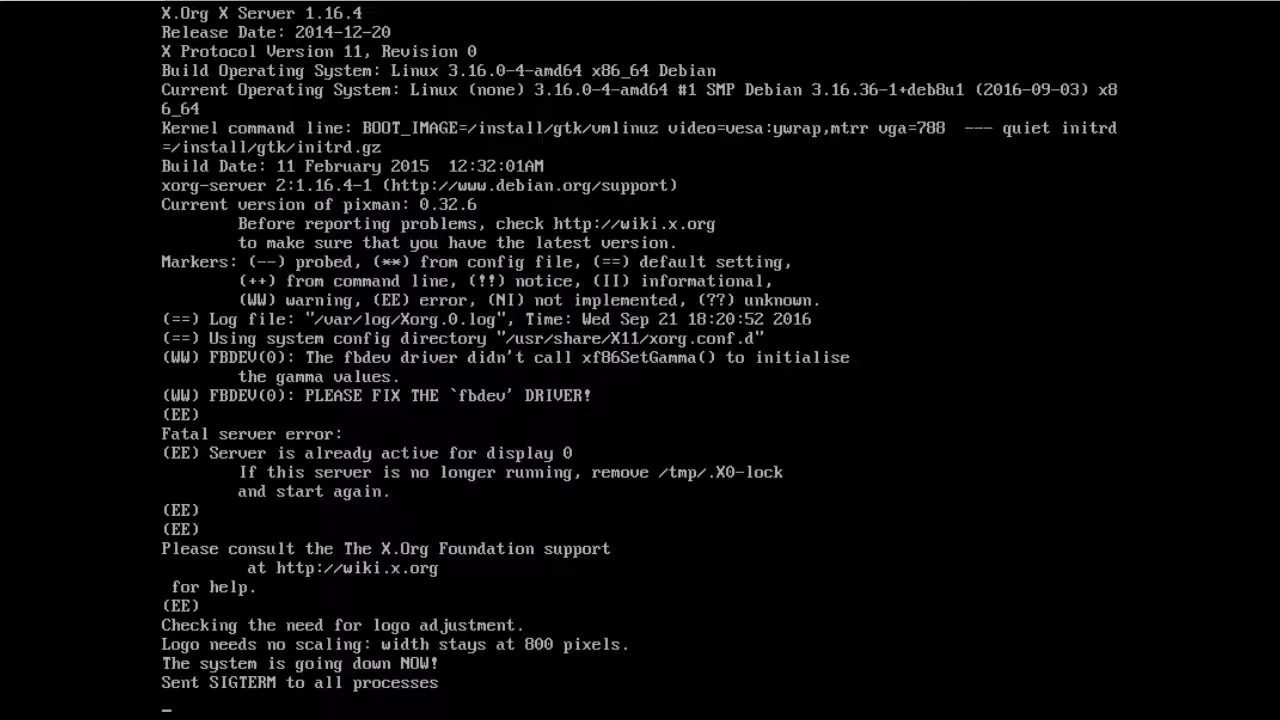 X.Org X Server 1.16.4
Release Date: 2014-12-20
X Protocol Version 11, Revision 0
Build Operating System: Linux 3.16.0-4-amd64 x86_64 Debian
Current Operating System: Linux (none) 3.16.0-4-amd64 #1 SMP Debian 3.16.36-1+deb8u1 (2016-09-03) x8
6_64
Kernel command line: BOOT_IMAGE=/install/gtk/vmlinuz video=vesa:ywrap,mtrr vga=788  --- quiet initrd
=/install/gtk/initrd.gz
Build Date: 11 February 2015  12:32:01AM
xorg-server 2:1.16.4-1 (http://www.debian.org/support)
Current version of pixman: 0.32.6
        Before reporting problems, check http://wiki.x.org
        to make sure that you have the latest version.
Markers: (--) probed, (**) from config file, (==) default setting,
        (++) from command line, (!!) notice, (II) informational,
        (WW) warning, (EE) error, (NI) not implemented, (??) unknown.
(==) Log file: "/var/log/Xorg.0.log", Time: Wed Sep 21 18:20:52 2016
(==) Using system config directory "/usr/share/X11/xorg.conf.d"
(WW) FBDEV(0): The fbdev driver didn't call xf86SetGamma() to initialise
        the gamma values.
(WW) FBDEV(0): PLEASE FIX THE `fbdev' DRIVER!
(EE)
Fatal server error:
(EE) Server is already active for display 0
        If this server is no longer running, remove /tmp/.X0-lock
        and start again.
(EE)
(EE)
Please consult the The X.Org Foundation support
         at http://wiki.x.org
 for help.
(EE)
Checking the need for logo adjustment.
Logo needs no scaling: width stays at 800 pixels.
The system is going down NOW!
Sent SIGTERM to all processes